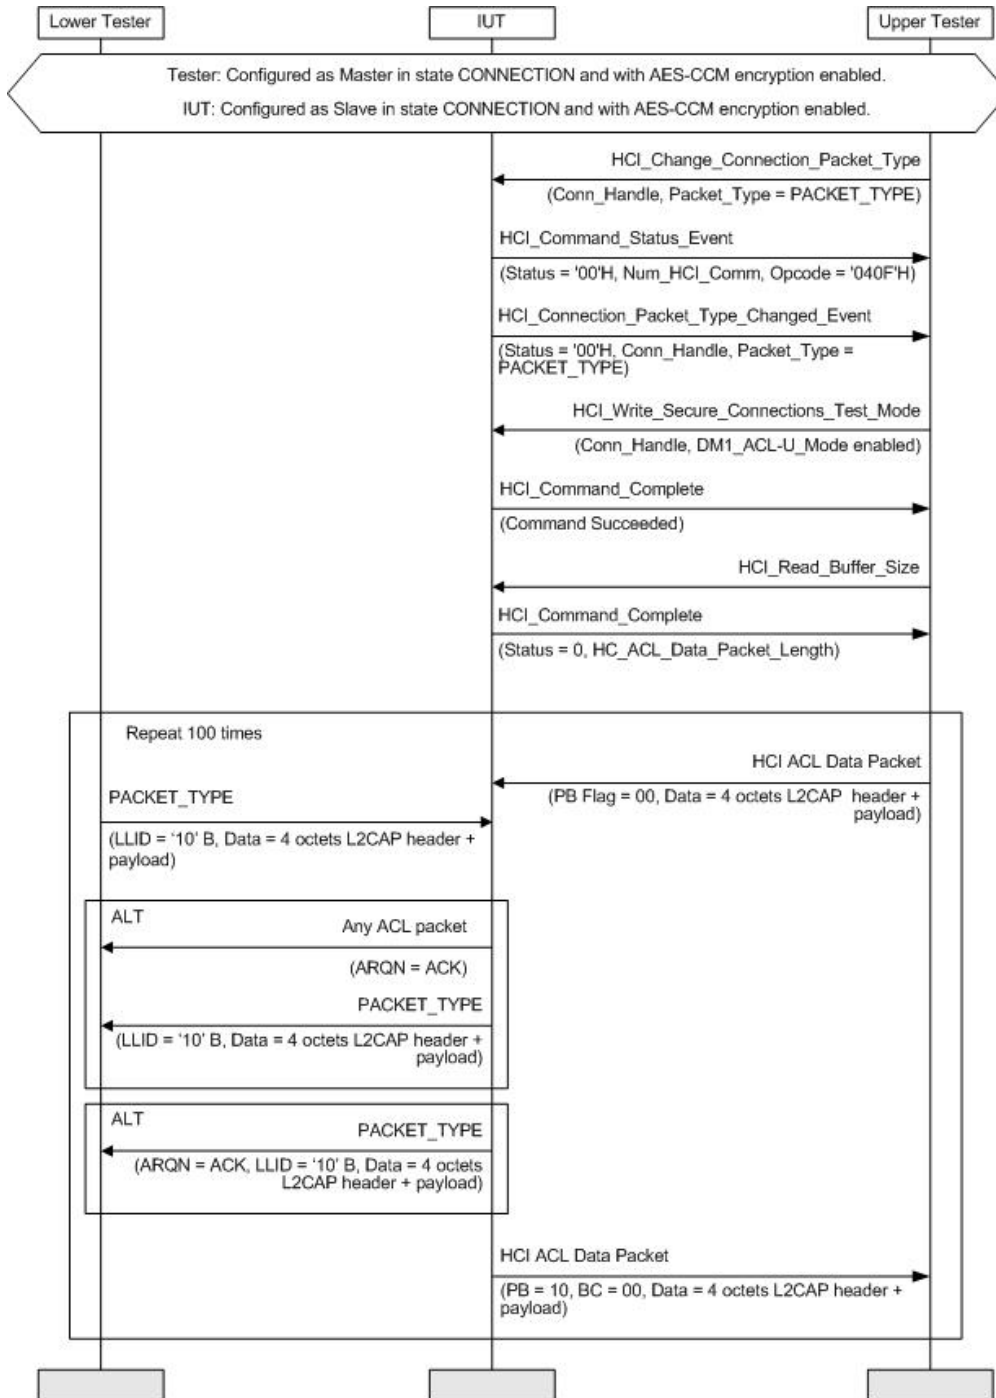 Lower Tester
IUT
Upper Tester
Tester: Configured as Master in state CONNECTION and with AES-CCM encryption enabled.
IUT: Configured as Slave in state CONNECTION and with AES-CCM encryption enabled.
HCI_Change_Connection_Packet_Type
(Conn_Handle, Packet_Type = PACKET_TYPE)
HCI_Command_Status_Event
(Status = '00'H, Num_HCI_Comm, Opcode = '040F'H)
HCI_Connection_Packet_Type_Changed_Event
(Status = '00'H, Conn_Handle, Packet_Type =
PACKET_TYPE)
HCI_Write_Secure_Connections_Test_Mode
(Conn_Handle, DM1_ACL-U_Mode enabled)
HCI_Command_Complete
(Command Succeeded)
HCI_Read_Buffer_Size
HCI_Command_Complete
(Status = 0, HC_ACL_Data_Packet_Length)
Repeat 100 times
HCI ACL Data Packet
(PB Flag = 00, Data = 4 octets L2CAP header +
payload)
PACKET_TYPE
(LLID = ‘10’ B, Data = 4 octets L2CAP header +
payload)
ALT
Any ACL packet
(ARQN = ACK)
PACKET_TYPE
(LLID = ‘10’ B, Data = 4 octets L2CAP header +
payload)
ALT
PACKET_TYPE
(ARQN = ACK, LLID = ‘10’ B, Data = 4 octets
L2CAP header + payload)
HCI ACL Data Packet
(PB = 10, BC = 00, Data = 4 octets L2CAP header +
payload)